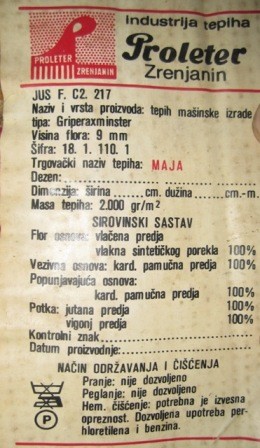 PROLETER
ZRENJANIN
industrija tepiha
Proleter
Zrenjanin
JUS F. C2. 217
Naziv i vrsta proizvoda: tepih mašinske izrade
tipa: Griperaxminster
Visina flora: 9 mm
Šifra: 18. 1. 110. 1
Trgovački naziv tepiha: MAJA
Dezen:
Dimenzija: širina ........ cm. dužina ........ cm.-m.
Masa tepiha: 2.000 gr/m²
SIROVINSKI SASTAV
Flor osnova: vlačena predja
vlakna sintetičkog porekla 100%
Vezivna osnova: kard. pamučna predja 100%
Popunjavajuća osnova:
kard. pamučna predja 100%
Potka: jutana predja 100%
vigonj predja 100%
Kontrolni znak
Datum proizvodnje:
NAČIN ODRŽAVANJA I ČIŠĆENJA
Pranje: nije dozvoljeno
Peglanje: nije dozvoljeno
Hem. čišćenje: potrebna je izvesna
opreznost. Dozvoljena upotreba per-
hloretilena i benzina.
P